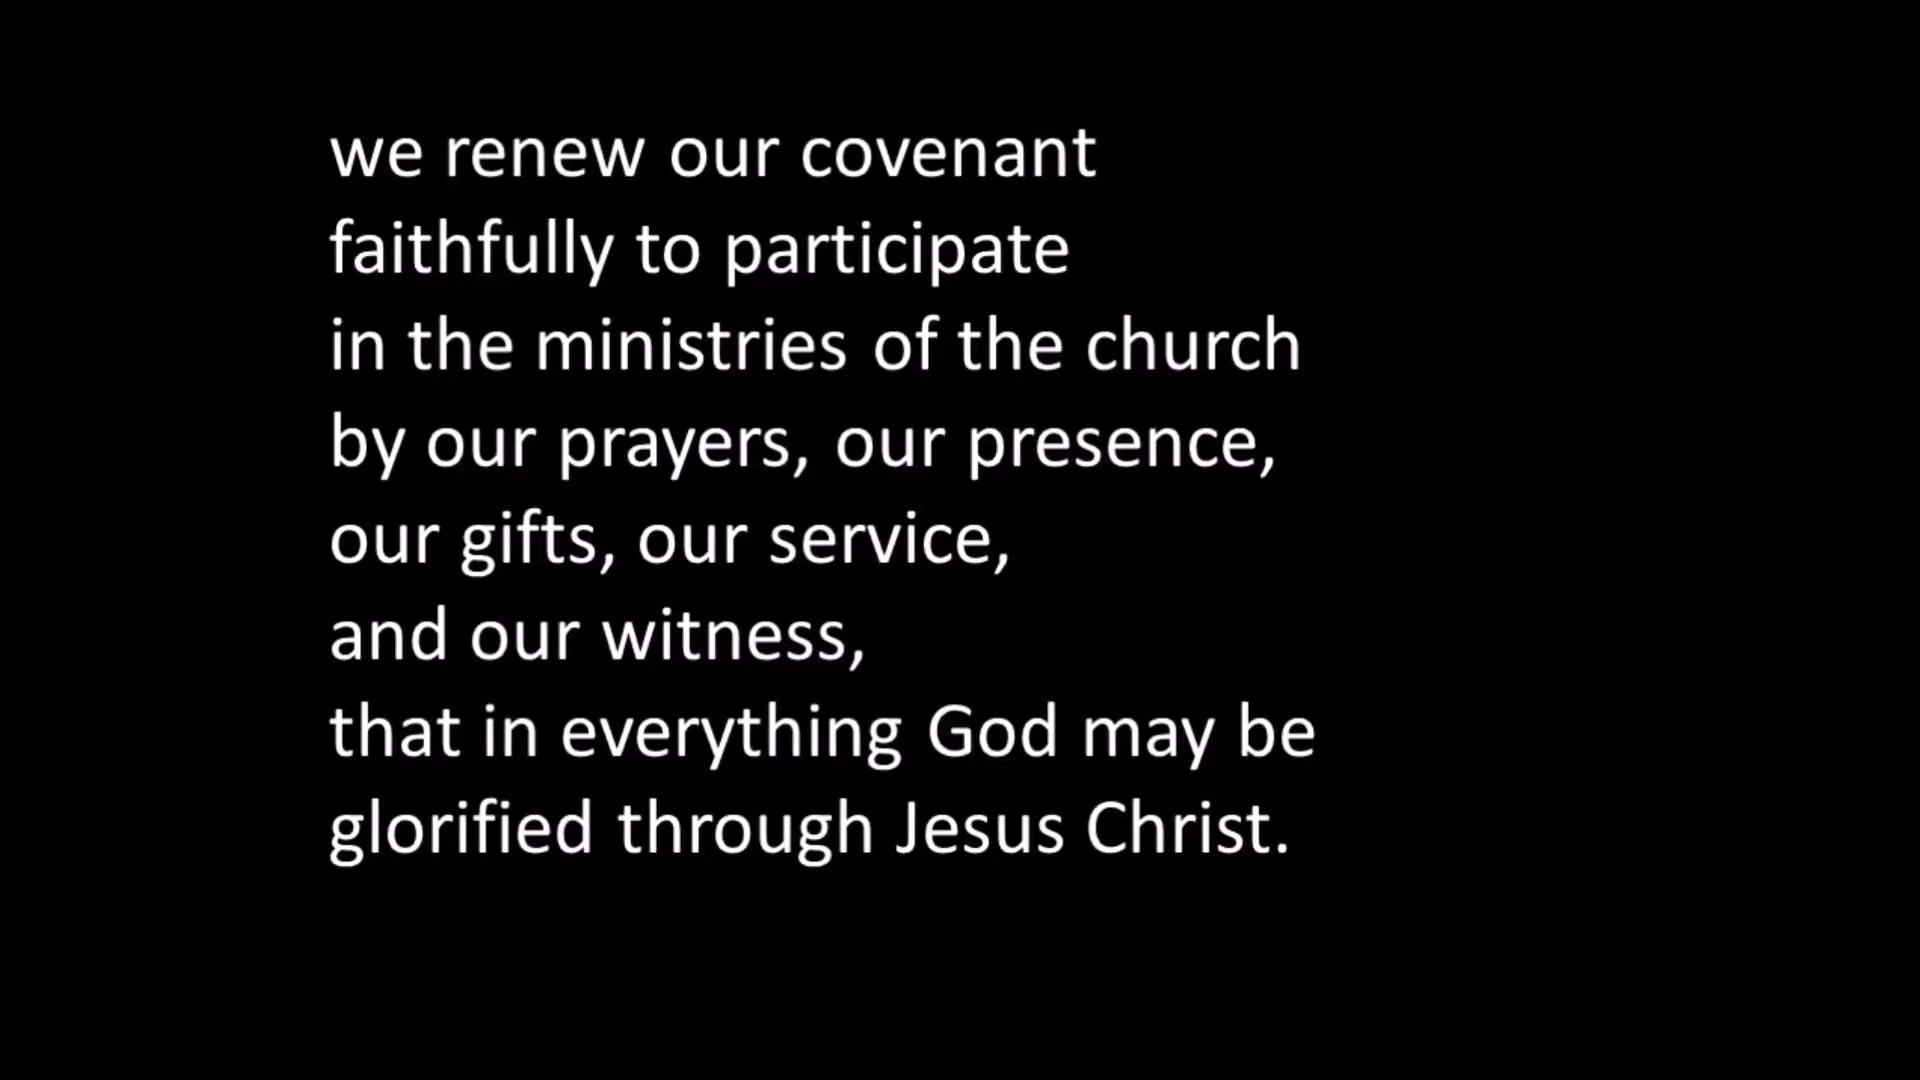 we renew our covenant
faithfully to participate
in the ministries of the church
by our prayers, our presence,
our gifts, our service,
and our witness,
that in everything God may be
glorified through Jesus Christ.